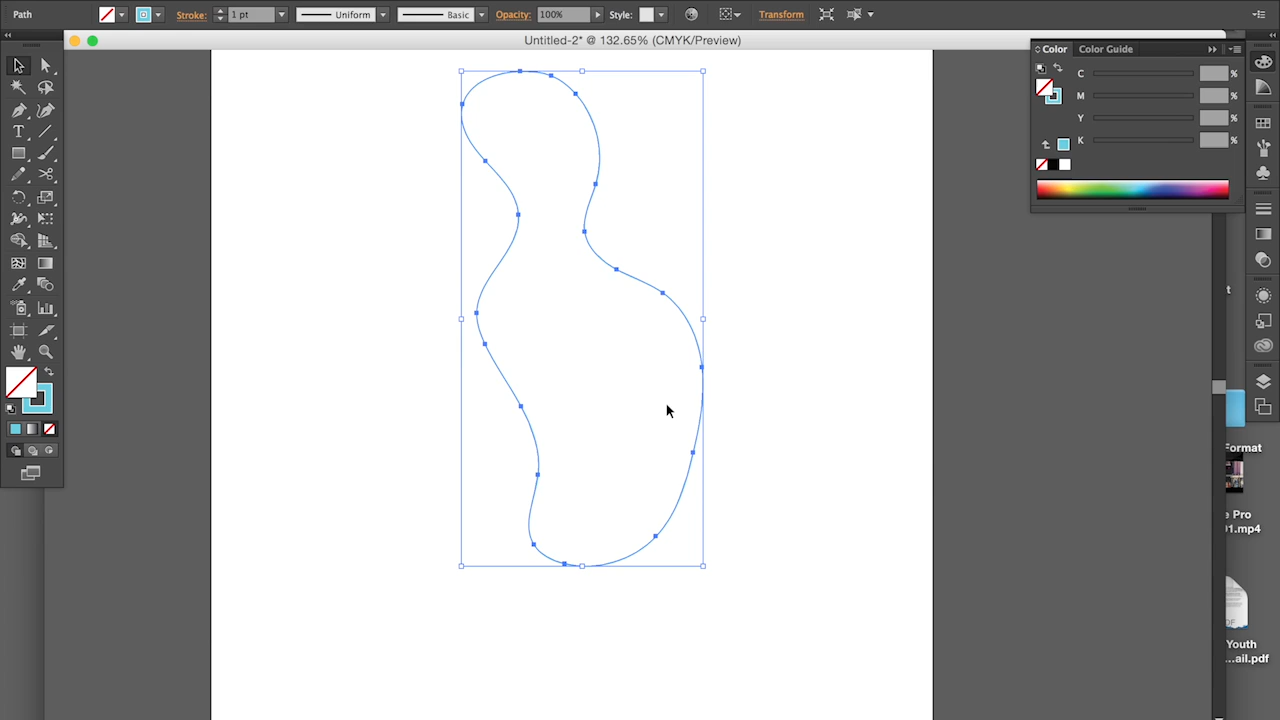 Path
Stroke:
1 pt
Uniform
Basic
Opacity:
100%
Style:
Transform
Untitled-2* @ 132.65% (CMYK/Preview)
Color
Color Guide
C
%
M
%
Y
%
K
%
T
Format
e Pro
01.mp4
Youth
...ail.pdf